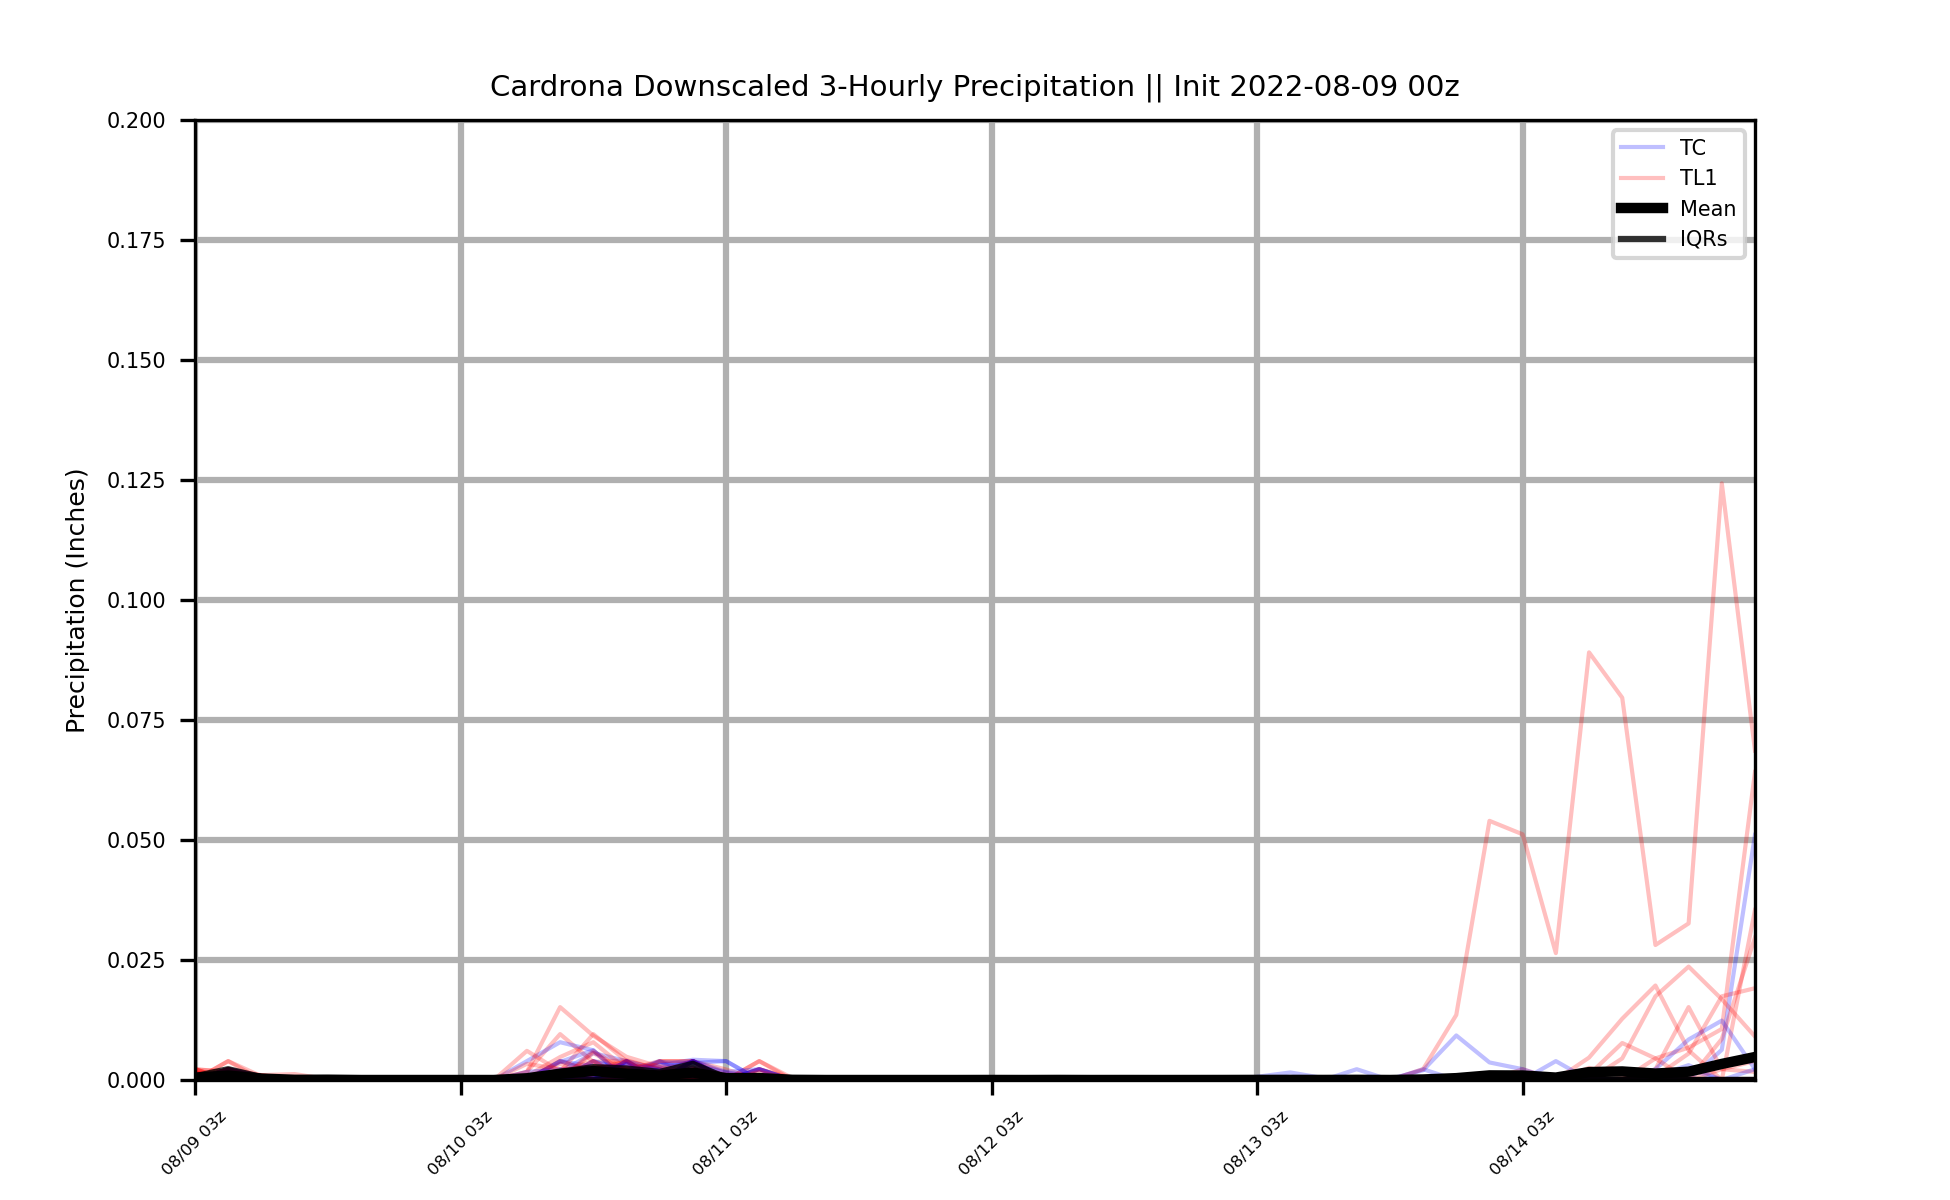 Cardrona Downscaled 3-Hourly Precipitation || Init 2022-08-09 00z
0.200
0.175
0.150
0.125
0.100
0.075
0.050
0.025
0.000
Precipitation (Inches)
TC
TL1
Mean
IQRs
08/09 03z
08/10 03z
08/11 03z
08/12 03z
08/13 03z
08/14 03z